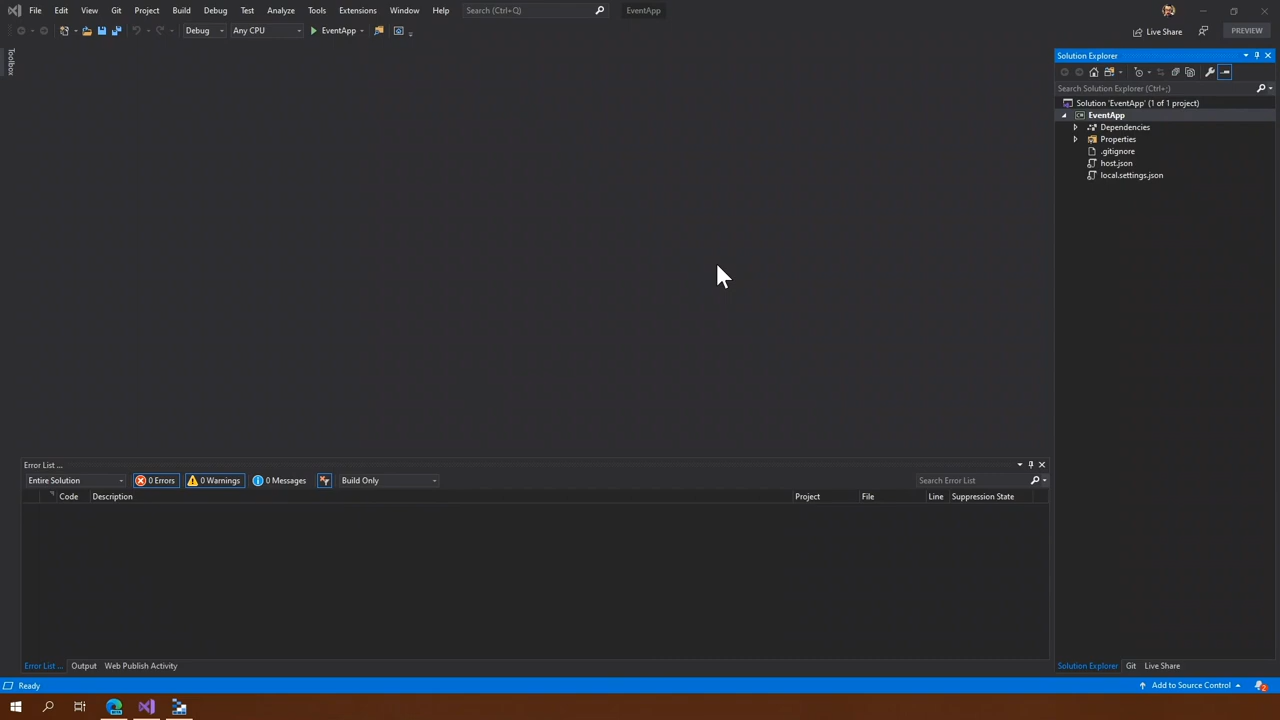 File Edit View Git Project Build Debug Test Analyze Tools Extensions Window Help Search (Ctrl+Q) EventApp
Debug Any CPU EventApp Live Share PREVIEW
Toolbox
Solution Explorer
Search Solution Explorer (Ctrl+;)
Solution 'EventApp' (1 of 1 project)
EventApp
Dependencies
Properties
.gitignore
host.json
local.settings.json
Error List ...
Entire Solution 0 Errors 0 Warnings 0 Messages Build Only Search Error List
Code Description Project File Line Suppression State
Error List ... Output Web Publish Activity
Solution Explorer Git Live Share
Ready Add to Source Control 2